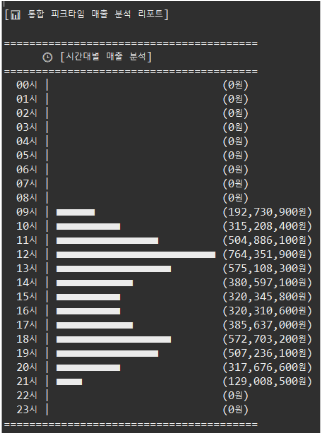 [📊 통합 피크타임 매출 분석 리포트]
========================================
🕒 [시간대별 매출 분석]
========================================
00시 | (0원)
01시 | (0원)
02시 | (0원)
03시 | (0원)
04시 | (0원)
05시 | (0원)
06시 | (0원)
07시 | (0원)
08시 | (0원)
09시 | (192,730,900원)
10시 | (315,208,400원)
11시 | (504,886,100원)
12시 | (764,351,900원)
13시 | (575,108,300원)
14시 | (380,597,100원)
15시 | (320,345,800원)
16시 | (320,310,600원)
17시 | (385,637,000원)
18시 | (572,703,200원)
19시 | (507,236,100원)
20시 | (317,676,600원)
21시 | (129,008,500원)
22시 | (0원)
23시 | (0원)
========================================